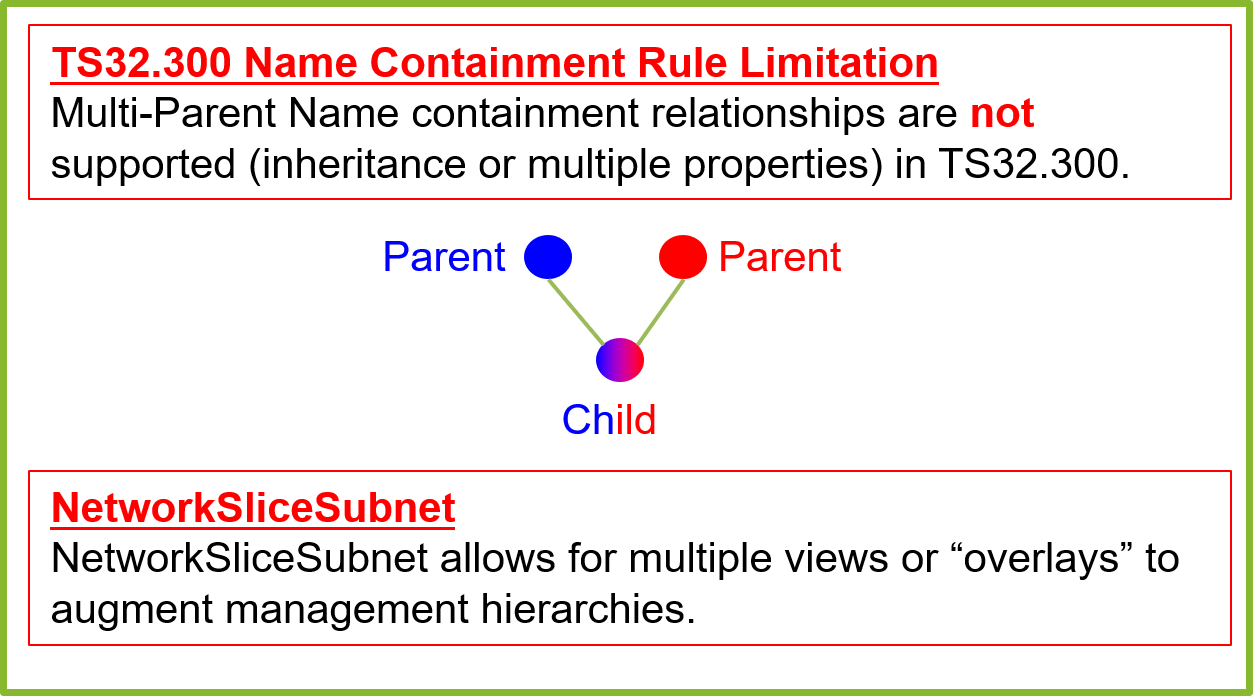 TS32.300 Name Containment Rule Limitation
Multi-Parent Name containment relationships are not
supported (inheritance or multiple properties) in TS32.300.
Parent Parent
Child
NetworkSliceSubnet
NetworkSliceSubnet allows for multiple views or “overlays” to
augment management hierarchies.